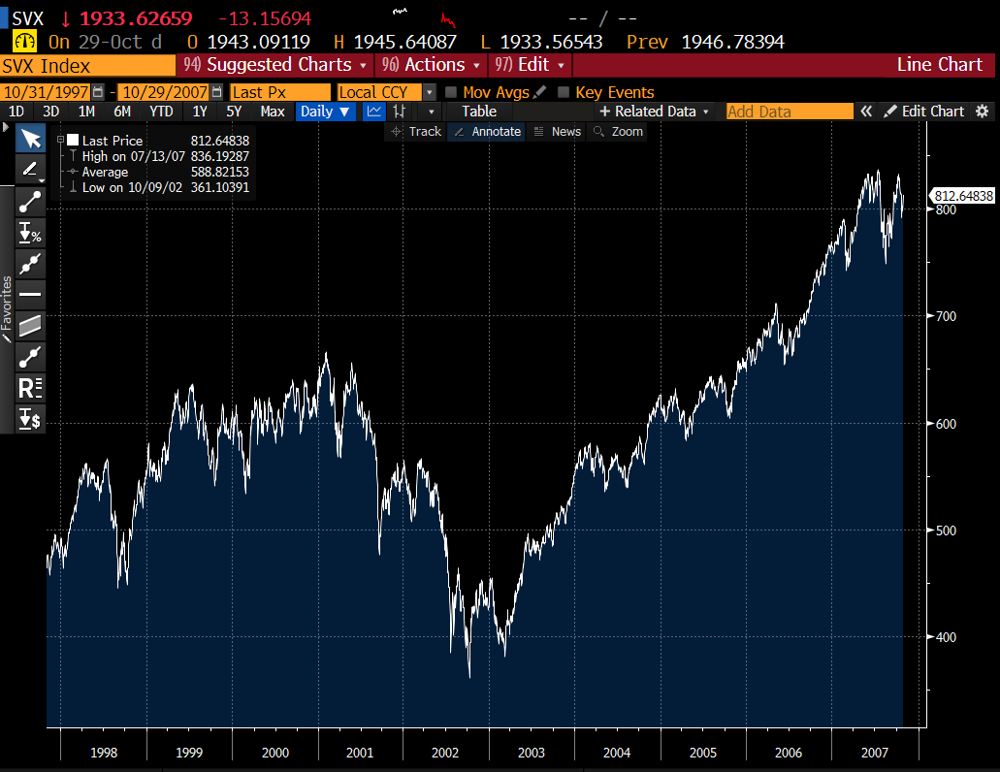 SVX ↓ 1933.62659 -13.15694 -- / --
On 29-Oct d O 1943.09119 H 1945.64087 L 1933.56543 Prev 1946.78394
SVX Index 94) Suggested Charts 96) Actions 97) Edit Line Chart
10/31/1997 - 10/29/2007 Last Px Local CCY Mov Avgs Key Events
1D 3D 1M 6M YTD 1Y 5Y Max Daily ▼ Table + Related Data Add Data « Edit Chart
Track Annotate News Zoom
Last Price 812.64838
High on 07/13/07 836.19287
Average 588.82153
Low on 10/09/02 361.10391
812.64838
800
700
600
500
400
%
R
$
Favorites
1998 1999 2000 2001 2002 2003 2004 2005 2006 2007